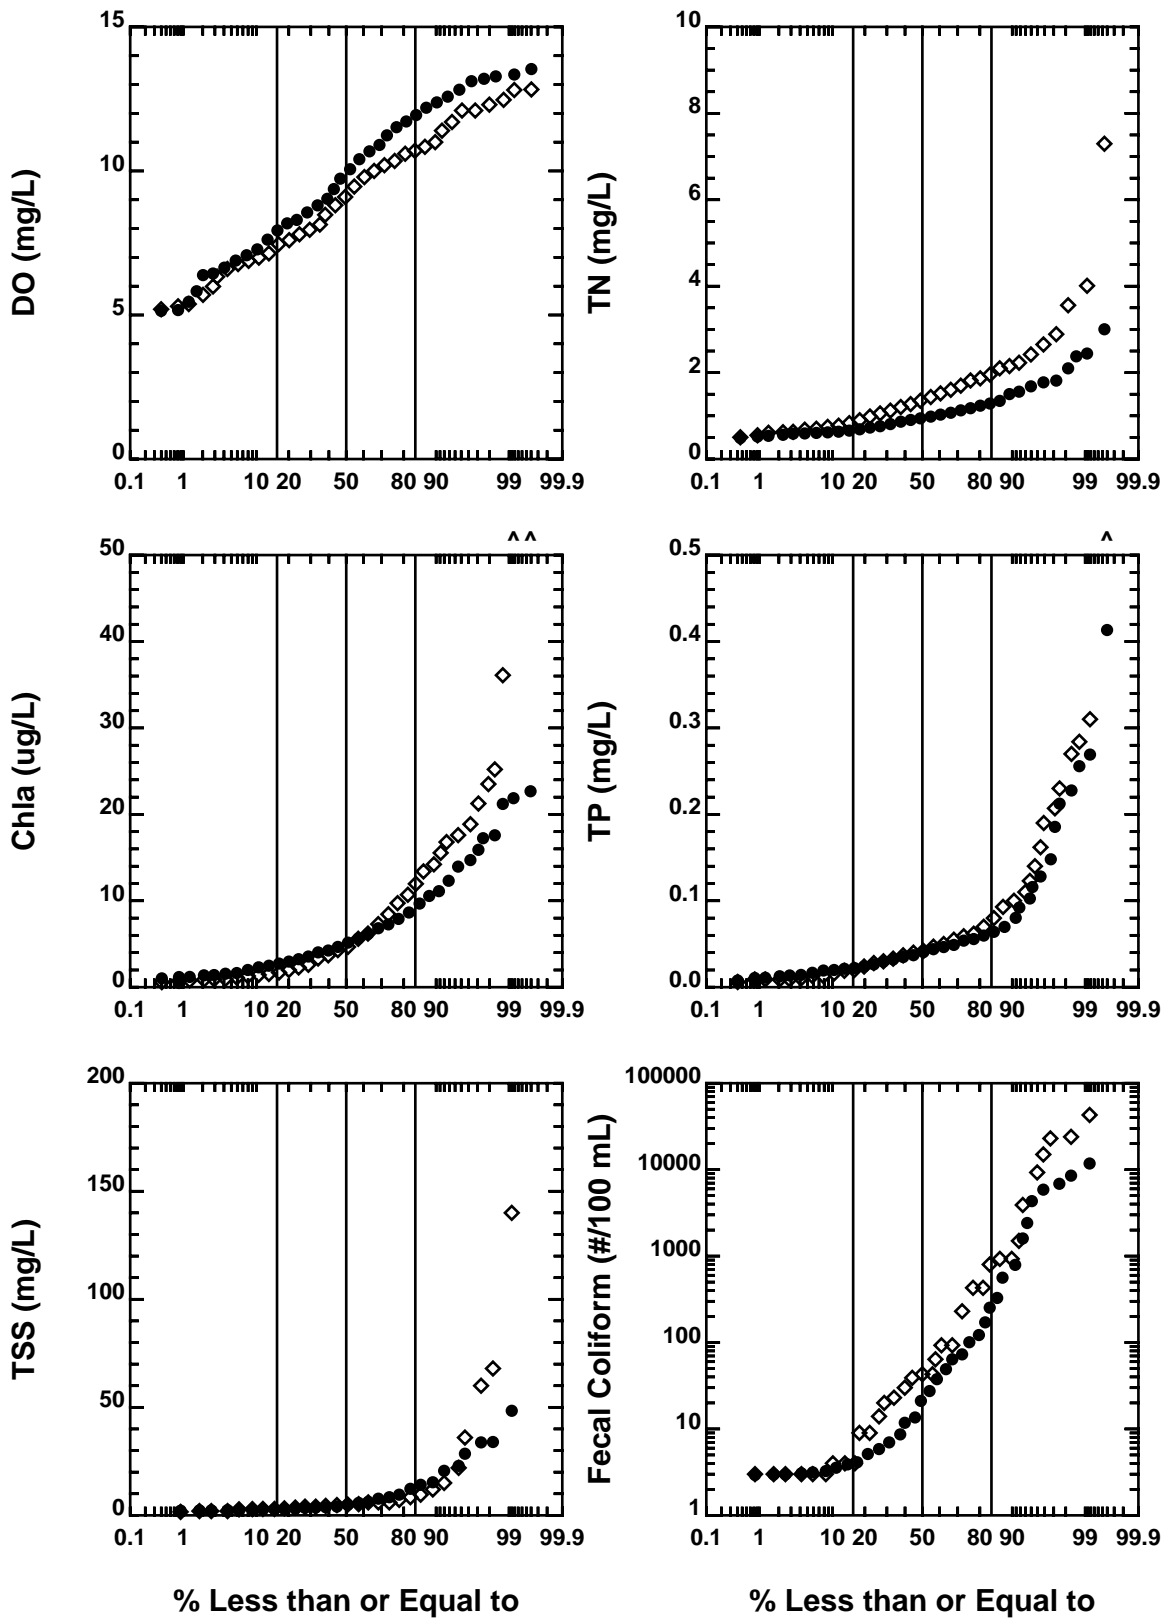 15
10
5
0
DO (mg/L)
0.1 1 10 20 50 80 90 99 99.9
10
8
6
4
2
0
TN (mg/L)
0.1 1 10 20 50 80 90 99 99.9
^ ^
50
40
30
20
10
0
Chla (ug/L)
0.1 1 10 20 50 80 90 99 99.9
^
0.5
0.4
0.3
0.2
0.1
0.0
TP (mg/L)
0.1 1 10 20 50 80 90 99 99.9
200
150
100
50
0
TSS (mg/L)
0.1 1 10 20 50 80 90 99 99.9
% Less than or Equal to
100000
10000
1000
100
10
1
Fecal Coliform (#/100 mL)
0.1 1 10 20 50 80 90 99 99.9
% Less than or Equal to